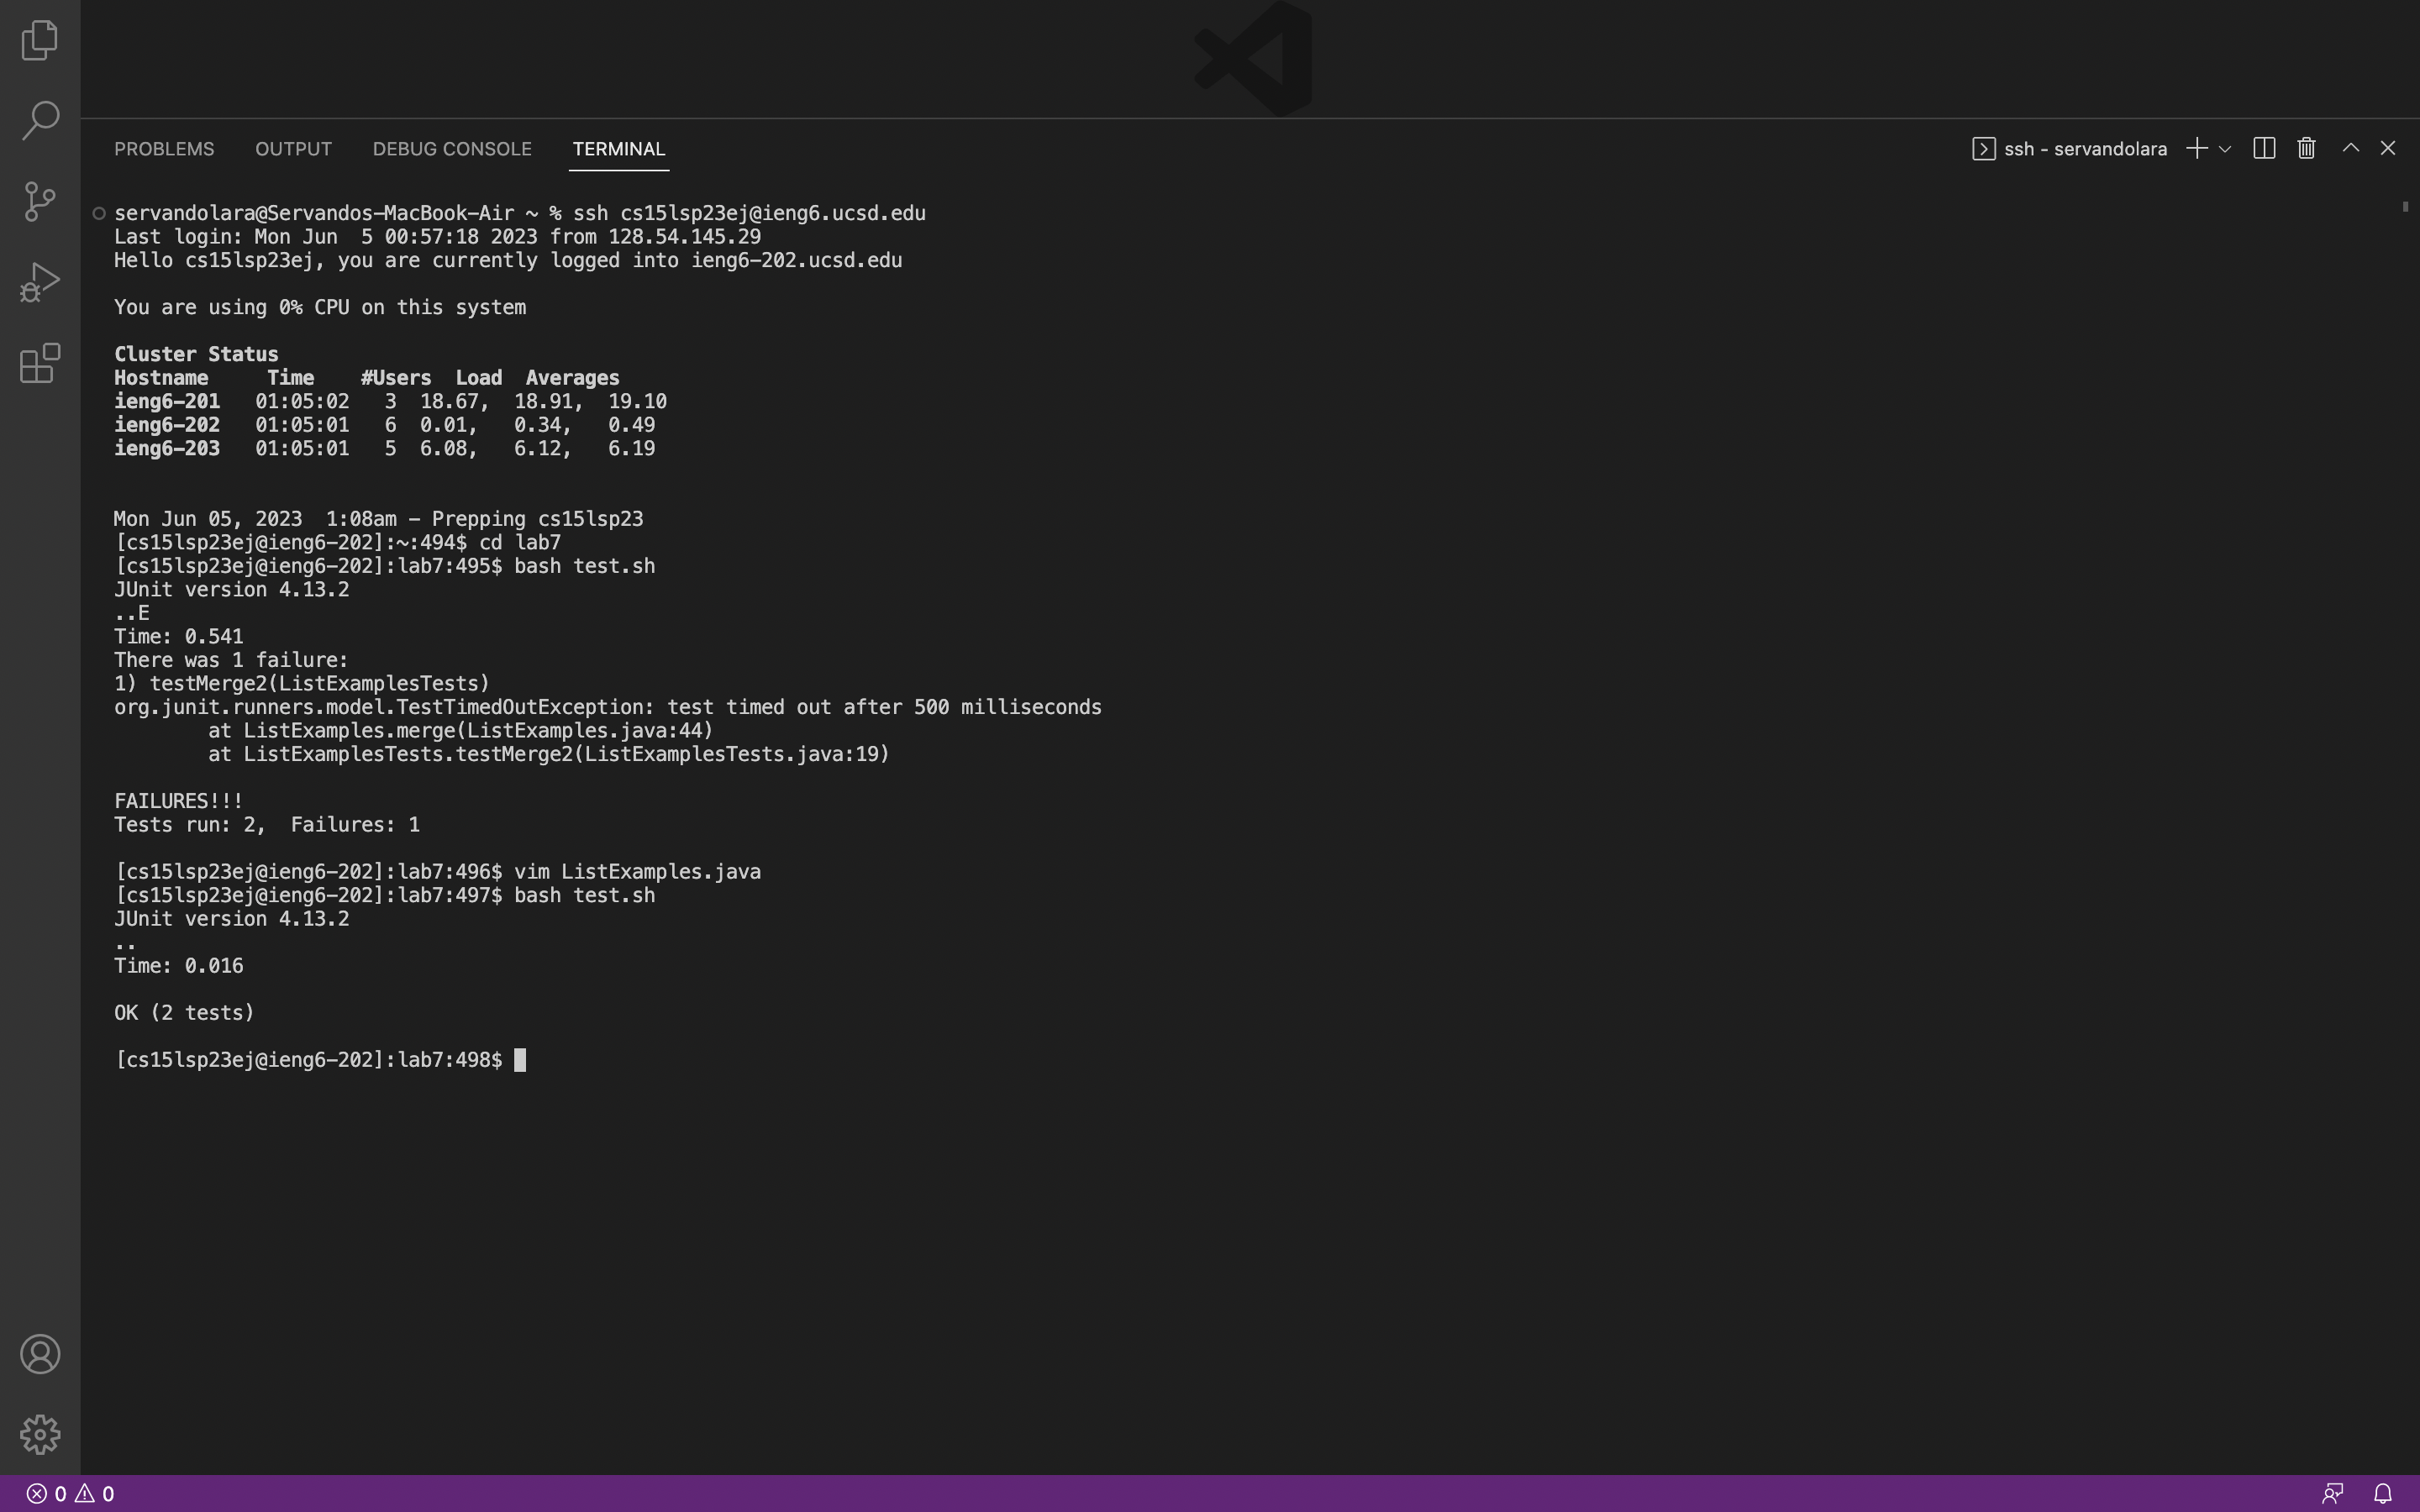 PROBLEMS OUTPUT DEBUG CONSOLE TERMINAL ssh - servandolara
servandolara@Servandos-MacBook-Air ~ % ssh cs15lsp23ej@ieng6.ucsd.edu
Last login: Mon Jun  5 00:57:18 2023 from 128.54.145.29
Hello cs15lsp23ej, you are currently logged into ieng6-202.ucsd.edu
You are using 0% CPU on this system
Cluster Status
Hostname     Time    #Users  Load  Averages
ieng6-201   01:05:02   3  18.67,  18.91,  19.10
ieng6-202   01:05:01   6  0.01,   0.34,   0.49
ieng6-203   01:05:01   5  6.08,   6.12,   6.19
Mon Jun 05, 2023  1:08am - Prepping cs15lsp23
[cs15lsp23ej@ieng6-202]:~:494$ cd lab7
[cs15lsp23ej@ieng6-202]:lab7:495$ bash test.sh
JUnit version 4.13.2
..E
Time: 0.541
There was 1 failure:
1) testMerge2(ListExamplesTests)
org.junit.runners.model.TestTimedOutException: test timed out after 500 milliseconds
        at ListExamples.merge(ListExamples.java:44)
        at ListExamplesTests.testMerge2(ListExamplesTests.java:19)
FAILURES!!!
Tests run: 2,  Failures: 1
[cs15lsp23ej@ieng6-202]:lab7:496$ vim ListExamples.java
[cs15lsp23ej@ieng6-202]:lab7:497$ bash test.sh
JUnit version 4.13.2
..
Time: 0.016
OK (2 tests)
[cs15lsp23ej@ieng6-202]:lab7:498$
0 0